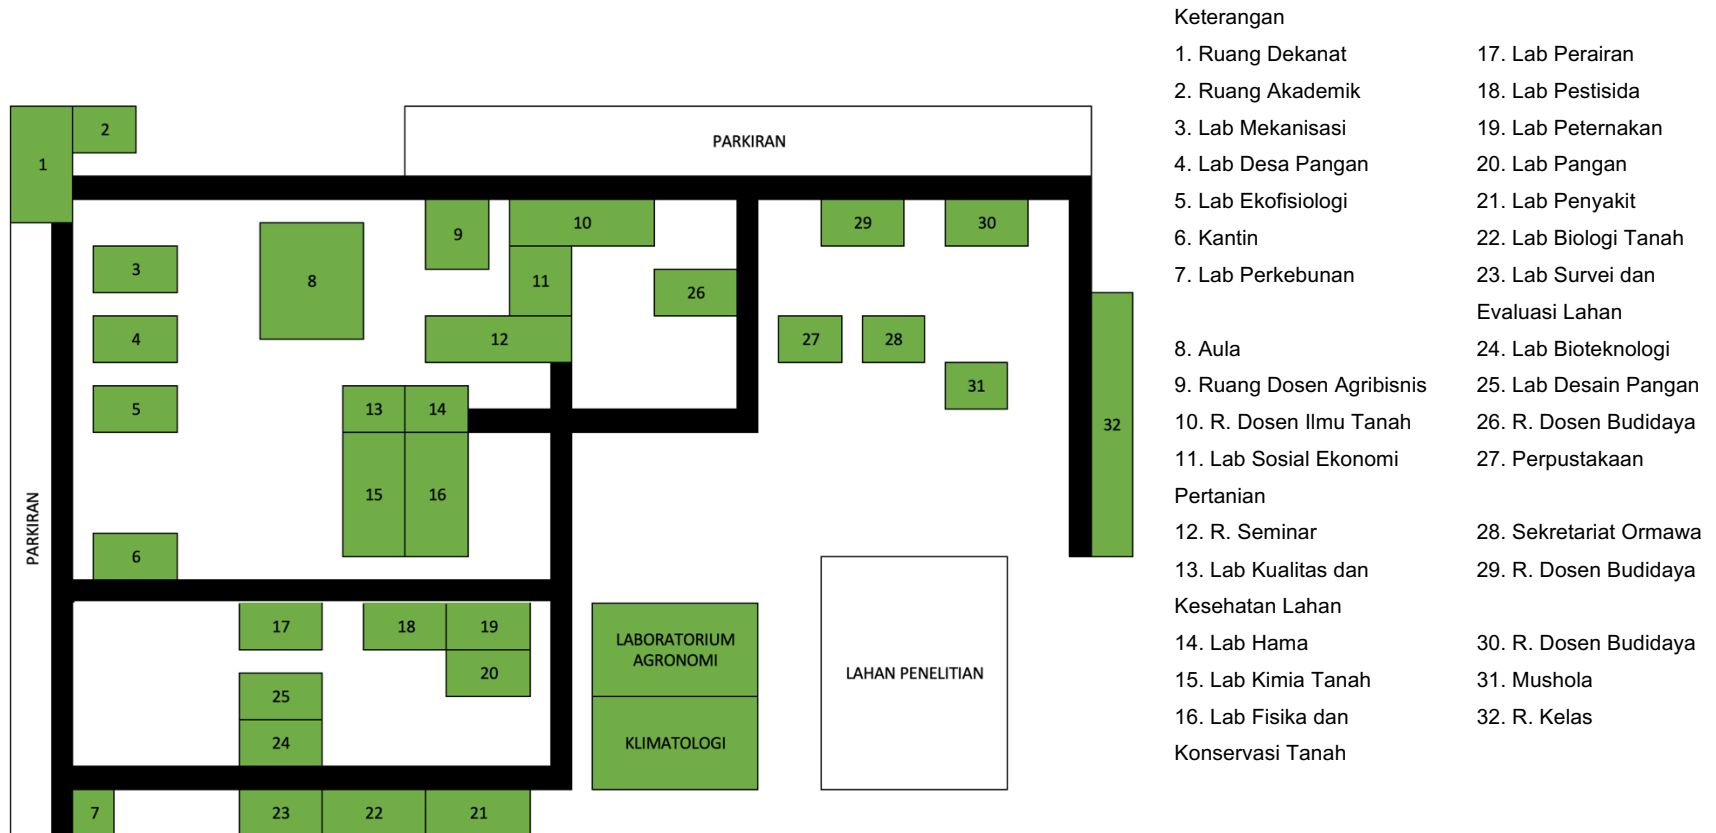 Keterangan
1. Ruang Dekanat
2. Ruang Akademik
3. Lab Mekanisasi
4. Lab Desa Pangan
5. Lab Ekofisiologi
6. Kantin
7. Lab Perkebunan
8. Aula
9. Ruang Dosen Agribisnis
10. R. Dosen Ilmu Tanah
11. Lab Sosial Ekonomi
Pertanian
12. R. Seminar
13. Lab Kualitas dan
Kesehatan Lahan
14. Lab Hama
15. Lab Kimia Tanah
16. Lab Fisika dan
Konservasi Tanah
17. Lab Perairan
18. Lab Pestisida
19. Lab Peternakan
20. Lab Pangan
21. Lab Penyakit
22. Lab Biologi Tanah
23. Lab Survei dan
Evaluasi Lahan
24. Lab Bioteknologi
25. Lab Desain Pangan
26. R. Dosen Budidaya
27. Perpustakaan
28. Sekretariat Ormawa
29. R. Dosen Budidaya
30. R. Dosen Budidaya
31. Mushola
32. R. Kelas
PARKIRAN
1
2
3
4
5
6
7
8
9
10
11
12
13
14
15
16
17
18
19
20
21
22
23
24
25
26
27
28
29
30
31
32
PARKIRAN
LABORATORIUM
AGRONOMI
KLIMATOLOGI
LAHAN PENELITIAN